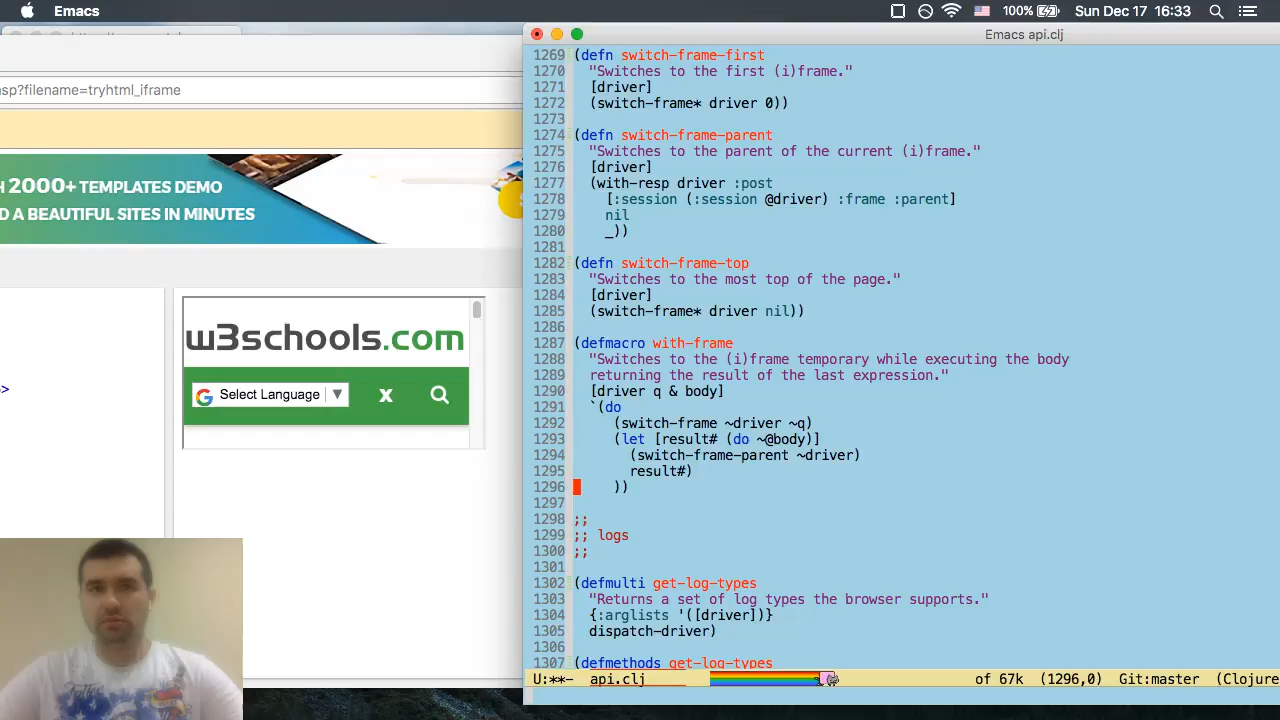 Emacs
100%
Sun Dec 17 16:33
sp?filename=tryhtml_iframe
2000+ TEMPLATES DEMO
D A BEAUTIFUL SITES IN MINUTES
w3schools.com
G Select Language ▼ X
>
Emacs api.clj
1269 (defn switch-frame-first
1270 "Switches to the first (i)frame."
1271 [driver]
1272 (switch-frame* driver 0))
1273
1274 (defn switch-frame-parent
1275 "Switches to the parent of the current (i)frame."
1276 [driver]
1277 (with-resp driver :post
1278 [:session (:session @driver) :frame :parent]
1279 nil
1280 _))
1281
1282 (defn switch-frame-top
1283 "Switches to the most top of the page."
1284 [driver]
1285 (switch-frame* driver nil))
1286
1287 (defmacro with-frame
1288 "Switches to the (i)frame temporary while executing the body
1289 returning the result of the last expression."
1290 [driver q & body]
1291 `(do
1292 (switch-frame ~driver ~q)
1293 (let [result# (do ~@body)]
1294 (switch-frame-parent ~driver)
1295 result#)
1296 ))
1297
1298 ;;
1299 ;; logs
1300 ;;
1301
1302 (defmulti get-log-types
1303 "Returns a set of log types the browser supports."
1304 {:arglists '([driver])}
1305 dispatch-driver)
1306
1307 (defmethods get-log-types
U:**- api.clj of 67k (1296,0) Git:master (Clojure